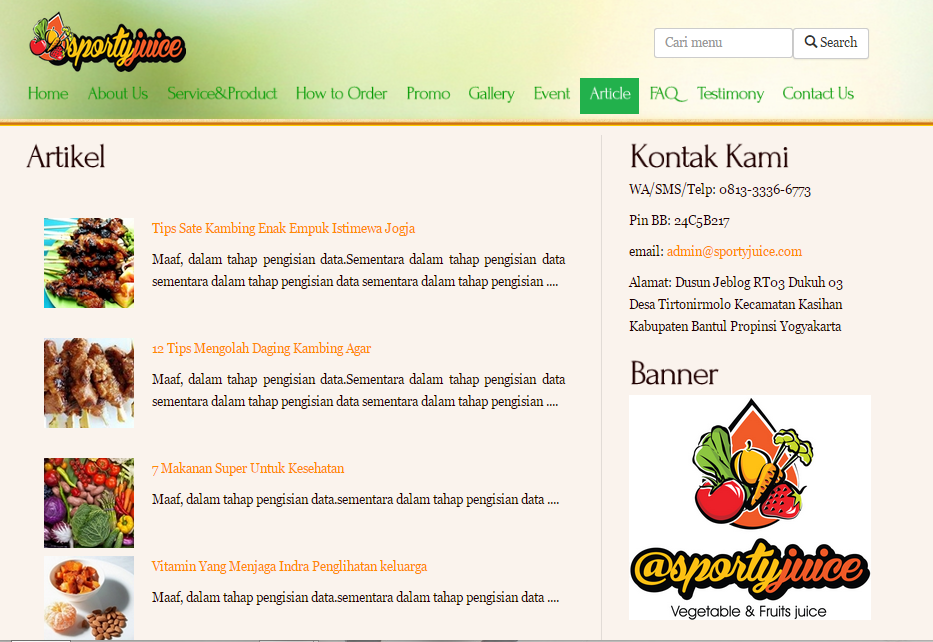 sportyjuice
Cari menu
Search
Home About Us Service&Product How to Order Promo Gallery Event Article FAQ Testimony Contact Us
Artikel
Tips Sate Kambing Enak Empuk Istimewa Jogja
Maaf, dalam tahap pengisian data.Sementara dalam tahap pengisian data
sementara dalam tahap pengisian data sementara dalam tahap pengisian ....
12 Tips Mengolah Daging Kambing Agar
Maaf, dalam tahap pengisian data.Sementara dalam tahap pengisian data
sementara dalam tahap pengisian data sementara dalam tahap pengisian ....
7 Makanan Super Untuk Kesehatan
Maaf, dalam tahap pengisian data.sementara dalam tahap pengisian data ....
Vitamin Yang Menjaga Indra Penglihatan keluarga
Maaf, dalam tahap pengisian data.sementara dalam tahap pengisian data ....
Kontak Kami
WA/SMS/Telp: 0813-3336-6773
Pin BB: 24C5B217
email: admin@sportyjuice.com
Alamat: Dusun Jeblog RT03 Dukuh 03
Desa Tirtonirmolo Kecamatan Kasihan
Kabupaten Bantul Propinsi Yogyakarta
Banner
@sportyjuice
Vegetable & Fruits juice